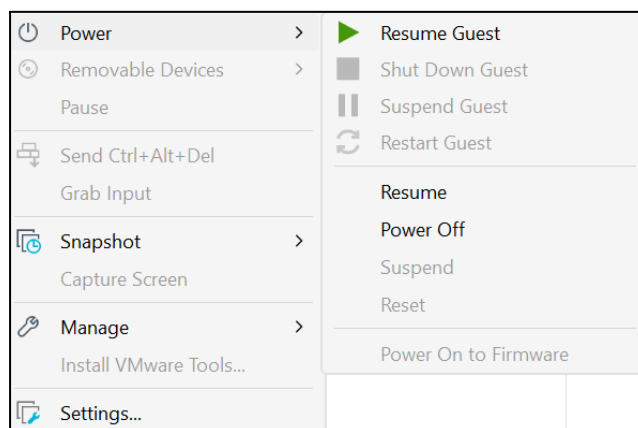 Power
Removable Devices
Pause
Send Ctrl+Alt+Del
Grab Input
Snapshot
Capture Screen
Manage
Install VMware Tools...
Settings...
Resume Guest
Shut Down Guest
Suspend Guest
Restart Guest
Resume
Power Off
Suspend
Reset
Power On to Firmware